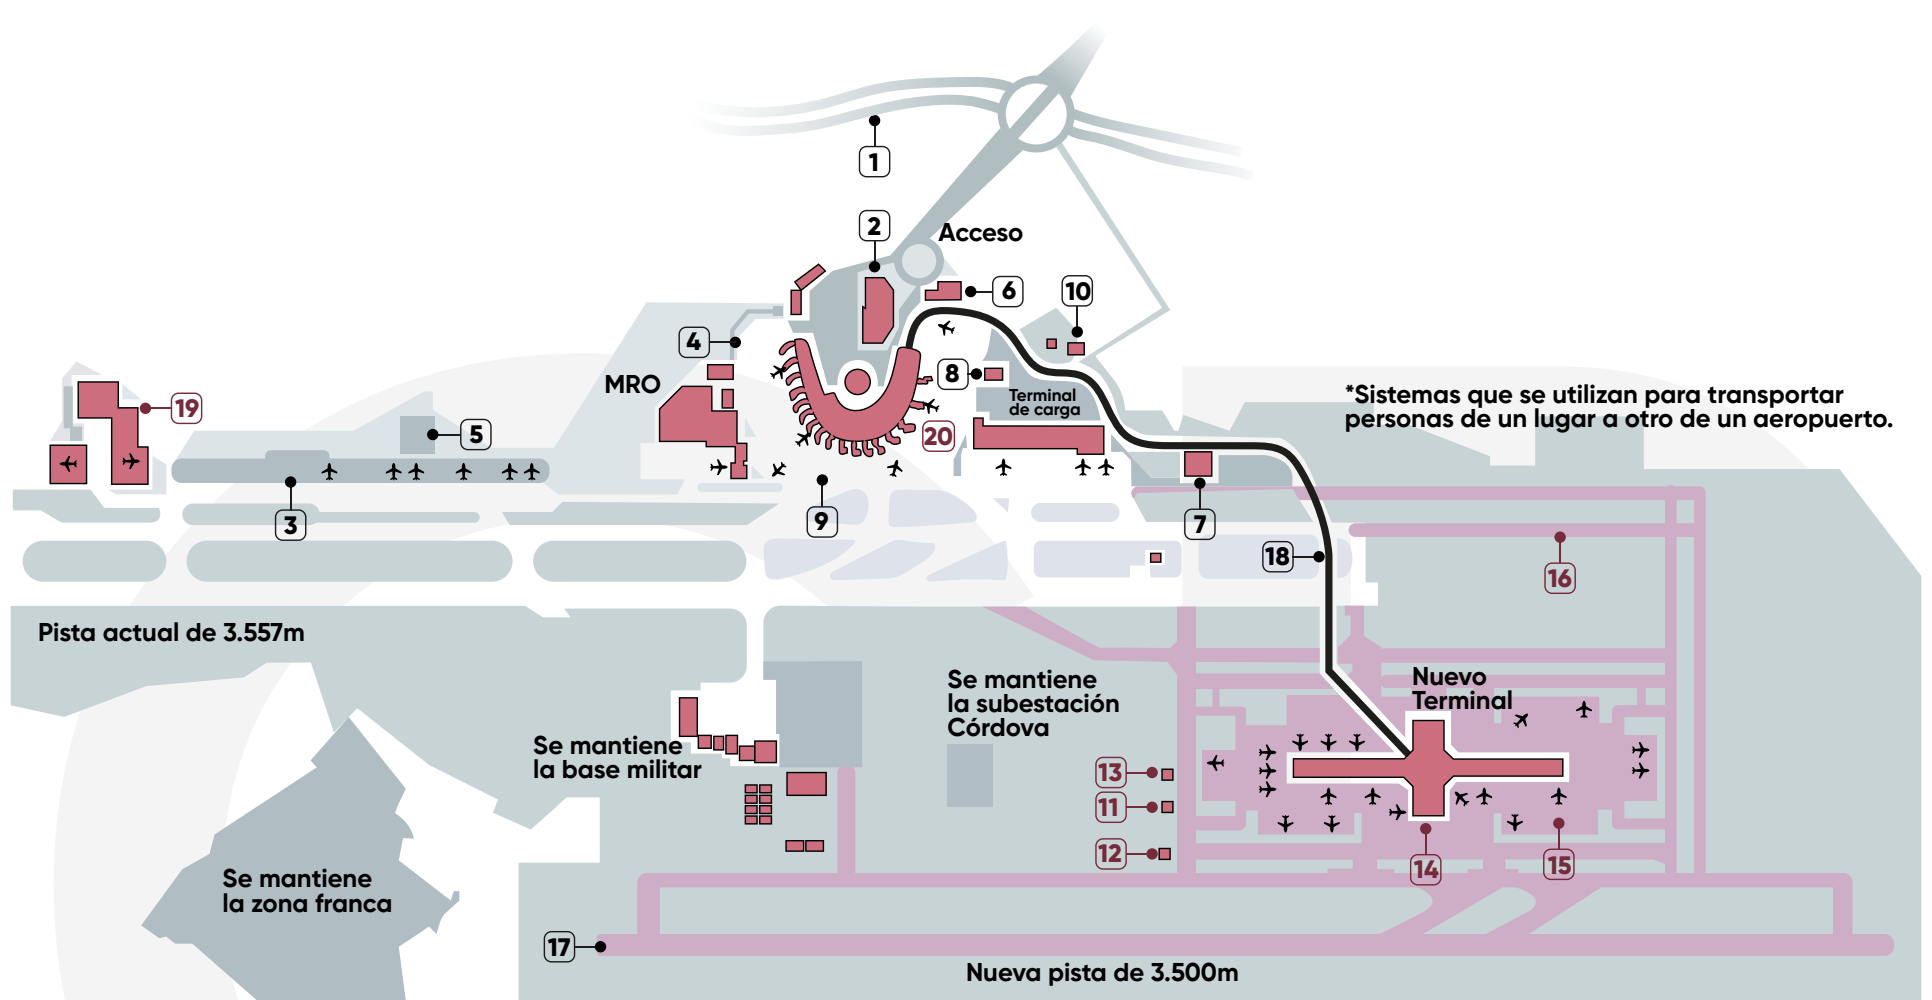 1
2
Acceso
6
10
4
MRO
8
Terminal
de carga
*Sistemas que se utilizan para transportar
personas de un lugar a otro de un aeropuerto.
19
5
20
3
9
7
18
16
Pista actual de 3.557m
Se mantiene
la subestación
Córdova
Nuevo
Terminal
Se mantiene
la base militar
13
11
12
14
15
Se mantiene
la zona franca
17
Nueva pista de 3.500m